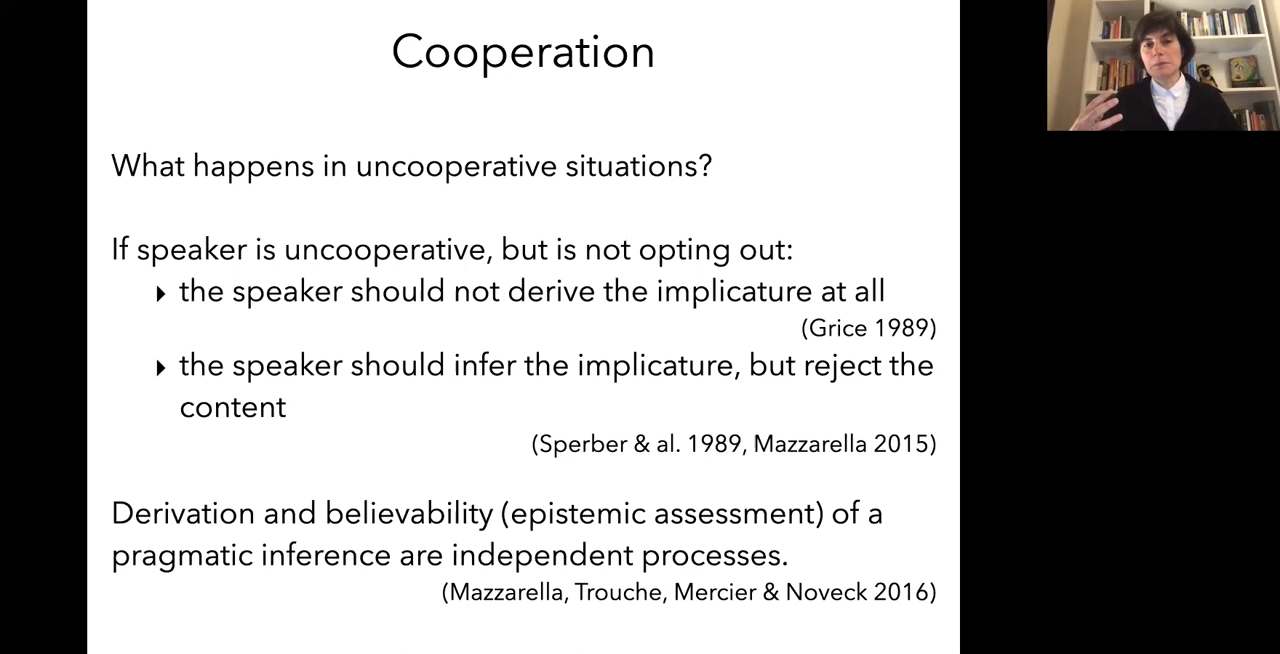 Cooperation
What happens in uncooperative situations?
If speaker is uncooperative, but is not opting out:
‣ the speaker should not derive the implicature at all
(Grice 1989)
‣ the speaker should infer the implicature, but reject the
content
(Sperber & al. 1989, Mazzarella 2015)
Derivation and believability (epistemic assessment) of a
pragmatic inference are independent processes.
(Mazzarella, Trouche, Mercier & Noveck 2016)